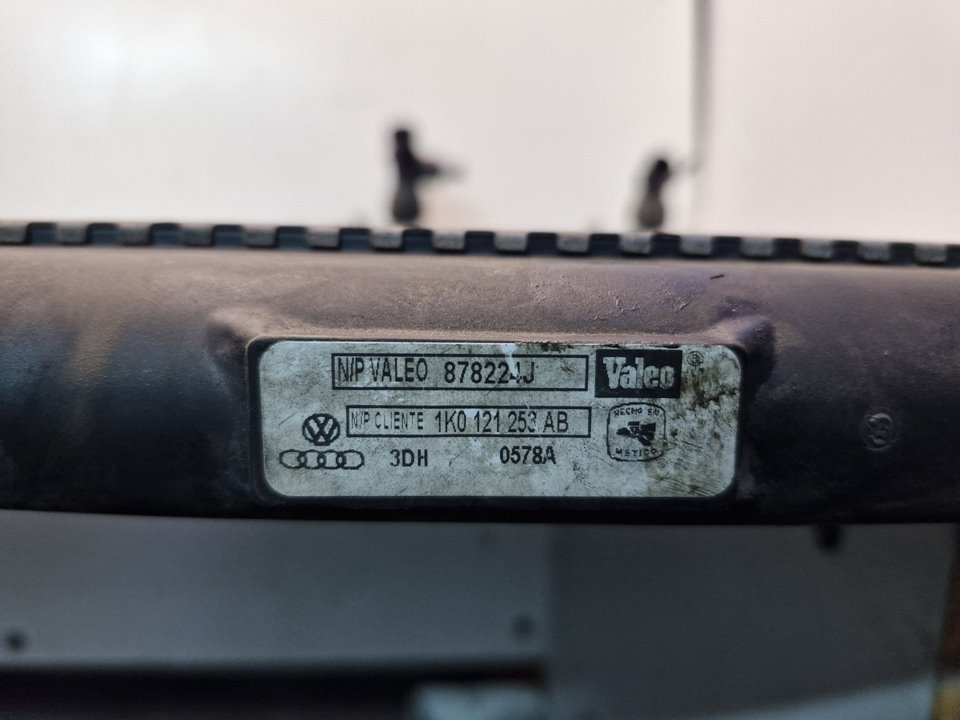 N/P VALEO 878224J Valeo ®
N/P CLIENTE 1K0 121 253 AB
HECHO EN
MEXICO
3DH 0578A